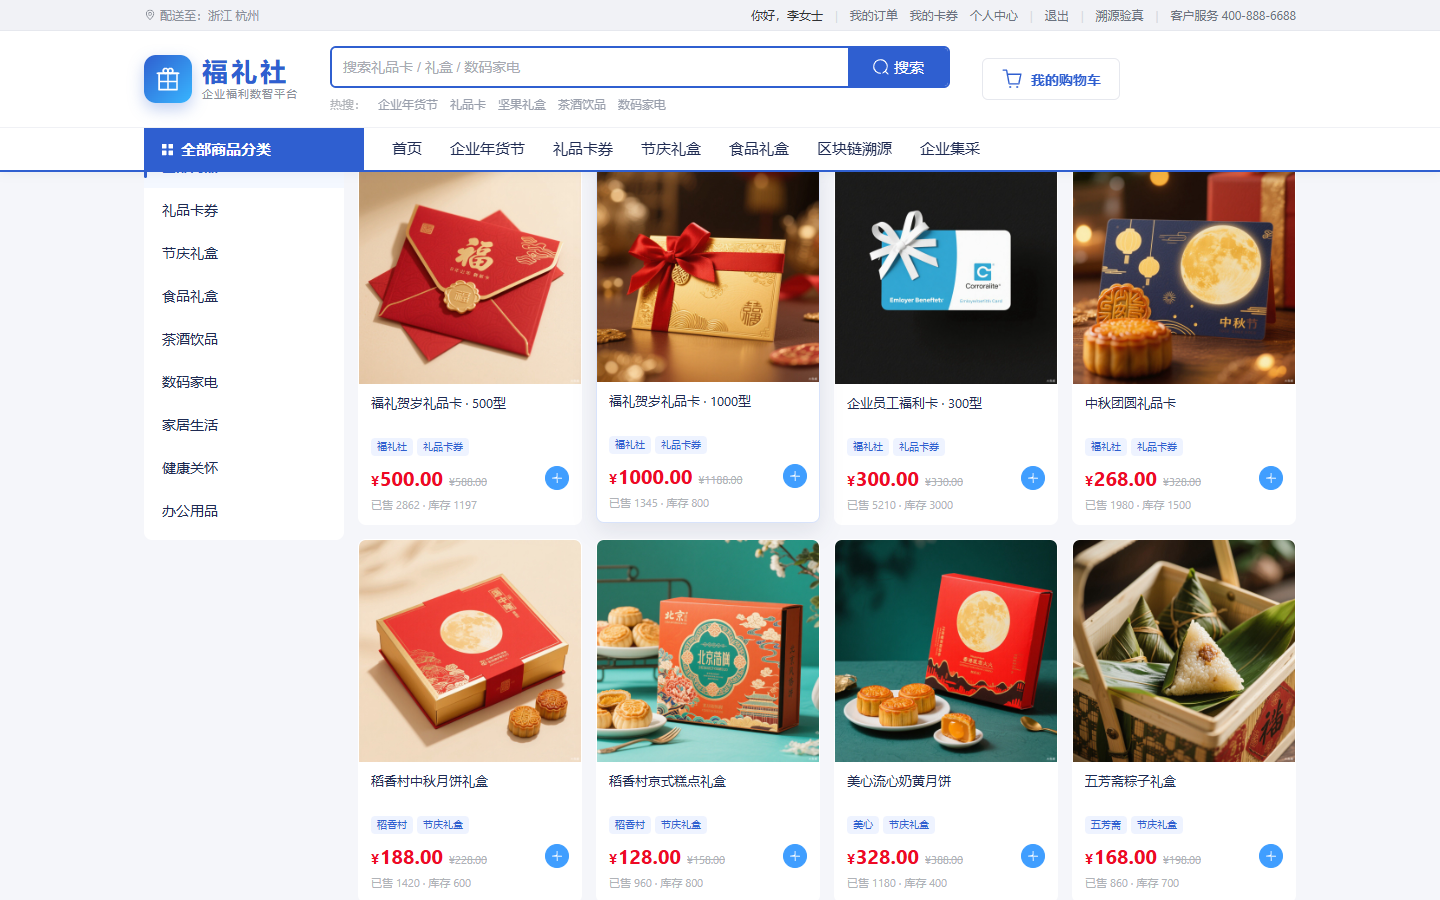 配送至：浙江 杭州
你好，李女士 | 我的订单 我的卡券 个人中心 | 退出 | 溯源验真 | 客户服务 400-888-6688
福礼社
企业福利数智平台
搜索礼品卡 / 礼盒 / 数码家电
搜索
我的购物车
热搜： 企业年货节 礼品卡 坚果礼盒 茶酒饮品 数码家电
全部商品分类
首页 企业年货节 礼品卡券 节庆礼盒 食品礼盒 区块链溯源 企业集采
礼品卡券
节庆礼盒
食品礼盒
茶酒饮品
数码家电
家居生活
健康关怀
办公用品
福
福礼贺岁礼品卡 · 500型
福礼社 礼品卡券
¥500.00 ¥588.00
已售 2862 · 库存 1197
福
福礼贺岁礼品卡 · 1000型
福礼社 礼品卡券
¥1000.00 ¥1188.00
已售 1345 · 库存 800
C
Corroralite
Emloyer Benefletr
企业员工福利卡 · 300型
福礼社 礼品卡券
¥300.00 ¥330.00
已售 5210 · 库存 3000
中秋节
中秋团圆礼品卡
福礼社 礼品卡券
¥268.00 ¥328.00
已售 1980 · 库存 1500
稻香村中秋月饼礼盒
稻香村 节庆礼盒
¥188.00 ¥228.00
已售 1420 · 库存 600
北京
稻香村京式糕点礼盒
稻香村 节庆礼盒
¥128.00 ¥158.00
已售 960 · 库存 800
美心流心奶黄月饼
美心 节庆礼盒
¥328.00 ¥388.00
已售 1180 · 库存 400
福
五芳斋粽子礼盒
五芳斋 节庆礼盒
¥168.00 ¥198.00
已售 860 · 库存 700